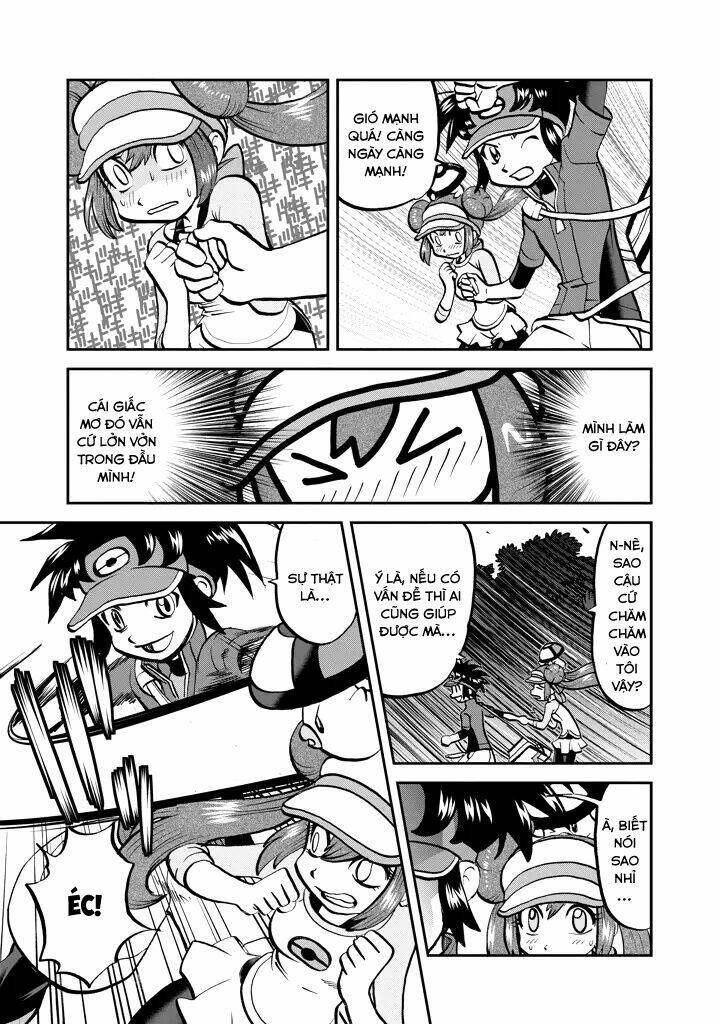 GIÓ MẠNH
QUÁ! CÀNG
NGÀY CÀNG
MẠNH!
MÌNH LÀM
GÌ ĐÂY?
CÁI GIẤC
MƠ ĐÓ VẪN
CỨ LỞN VỞN
TRONG ĐẦU
MÌNH!
N-NÈ,
SAO
CẬU
CỨ
CHĂM
CHĂM
VÀO
TÔI
VẬY?
Ý LÀ, NẾU CÓ
VẤN ĐỀ THÌ AI
CŨNG GIÚP
ĐƯỢC MÀ...
À, BIẾT
NÓI
SAO
NHỈ
...
SỰ THẬT
LÀ...
ÉC!